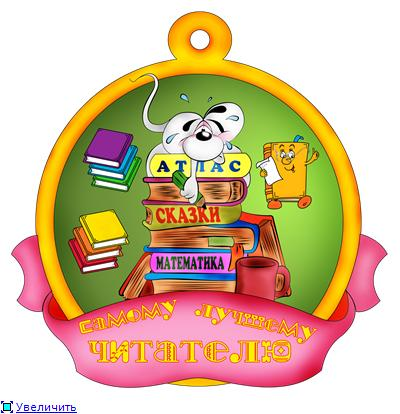 АТЛАС
СКАЗКИ
МАТЕМАТИКА
самому лучшему
читателю
Увеличить